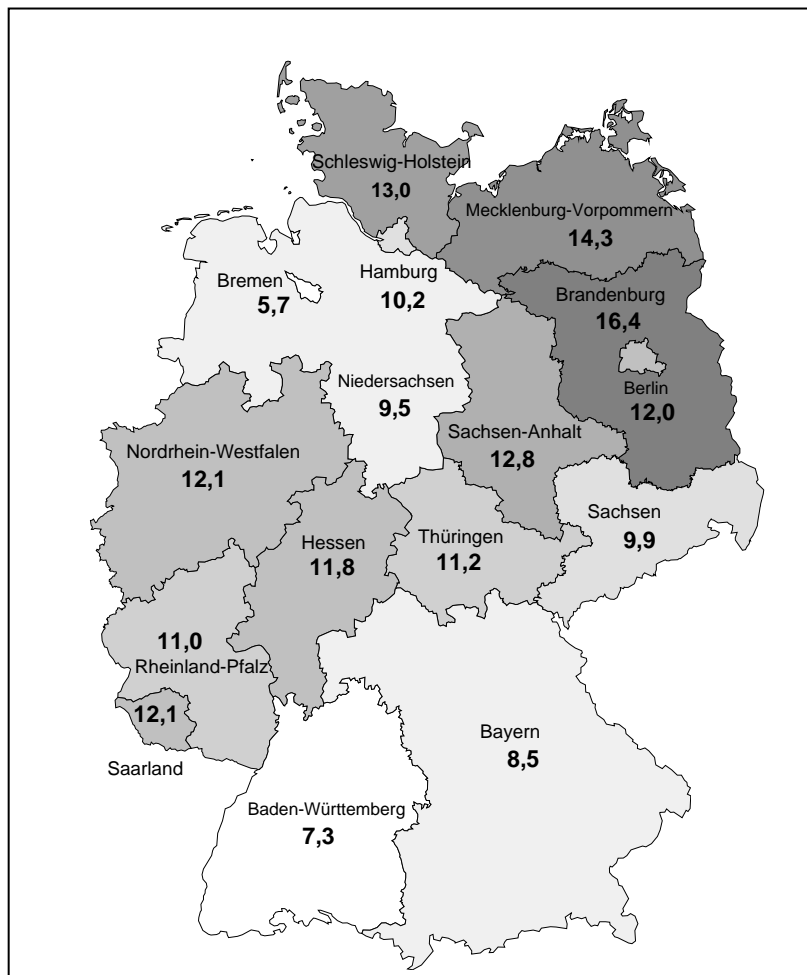 Schleswig-Holstein
13,0
Mecklenburg-Vorpommern
14,3
Hamburg
10,2
Bremen
5,7
Brandenburg
16,4
Niedersachsen
9,5
Berlin
12,0
Sachsen-Anhalt
12,8
Nordrhein-Westfalen
12,1
Sachsen
9,9
Thüringen
11,2
Hessen
11,8
11,0
Rheinland-Pfalz
12,1
Saarland
Bayern
8,5
Baden-Württemberg
7,3